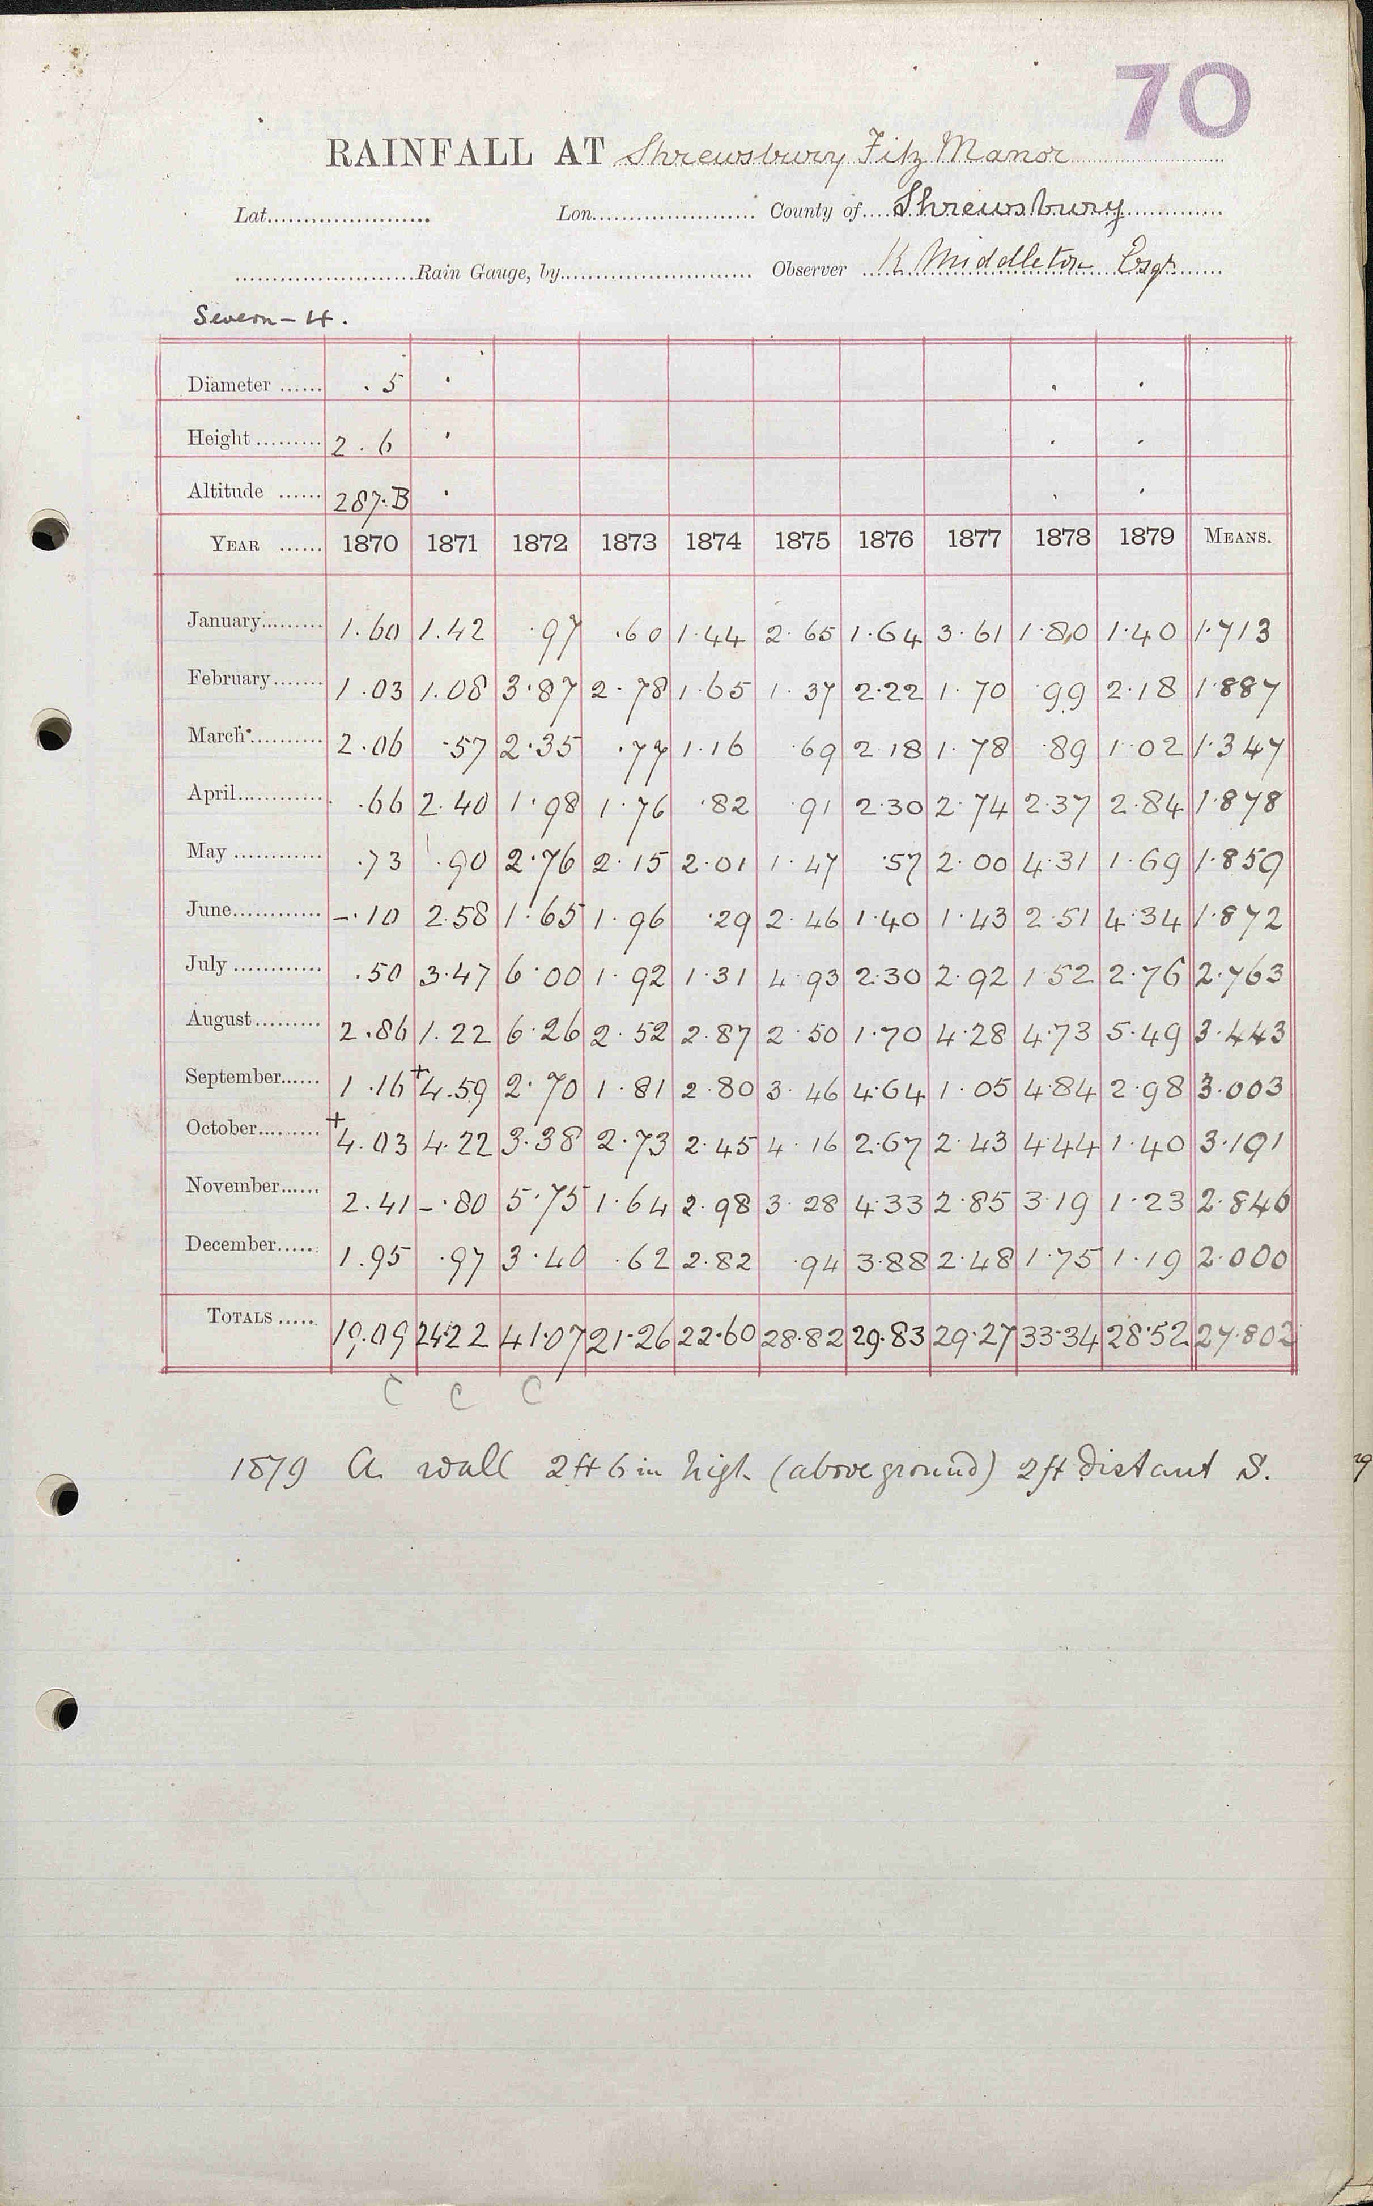 70
RAINFALL AT Shrewsbury Fitz Manor
Lat. Lon. County of Shrewsbury
Rain Gauge, by Observer R Middleton Esqr
Severn - 4.
Diameter . 5
Height 2 . 6
Altitude 287.B
YEAR 1870 1871 1872 1873 1874 1875 1876 1877 1878 1879 MEANS.
January 1.60 1.42 .97 .60 1.44 2.65 1.64 3.61 1.80 1.40 1.713
February 1.03 1.08 3.87 2.78 1.65 1.37 2.22 1.70 .99 2.18 1.887
March 2.06 .57 2.35 .77 1.16 .69 2.18 1.78 .89 1.02 1.347
April .66 2.40 1.98 1.76 .82 .91 2.30 2.74 2.37 2.84 1.878
May .73 .90 2.76 2.15 2.01 1.47 .57 2.00 4.31 1.69 1.859
June -.10 2.58 1.65 1.96 .29 2.46 1.40 1.43 2.51 4.34 1.872
July .50 3.47 6.00 1.92 1.31 4.93 2.30 2.92 1.52 2.76 2.763
August 2.86 1.22 6.26 2.52 2.87 2.50 1.70 4.28 4.73 5.49 3.443
September 1.16 +4.59 2.70 1.81 2.80 3.46 4.64 1.05 4.84 2.98 3.003
October +4.03 4.22 3.38 2.73 2.45 4.16 2.67 2.43 4.44 1.40 3.191
November 2.41 -.80 5.75 1.64 2.98 3.28 4.33 2.85 3.19 1.23 2.846
December 1.95 .97 3.40 .62 2.82 .94 3.88 2.48 1.75 1.19 2.000
TOTALS 19.09 24.22 41.07 21.26 22.60 28.82 29.83 29.27 33.34 28.52 27.802
C C C
1879 A wall 2ft 6in high (above ground) 2ft distant S.